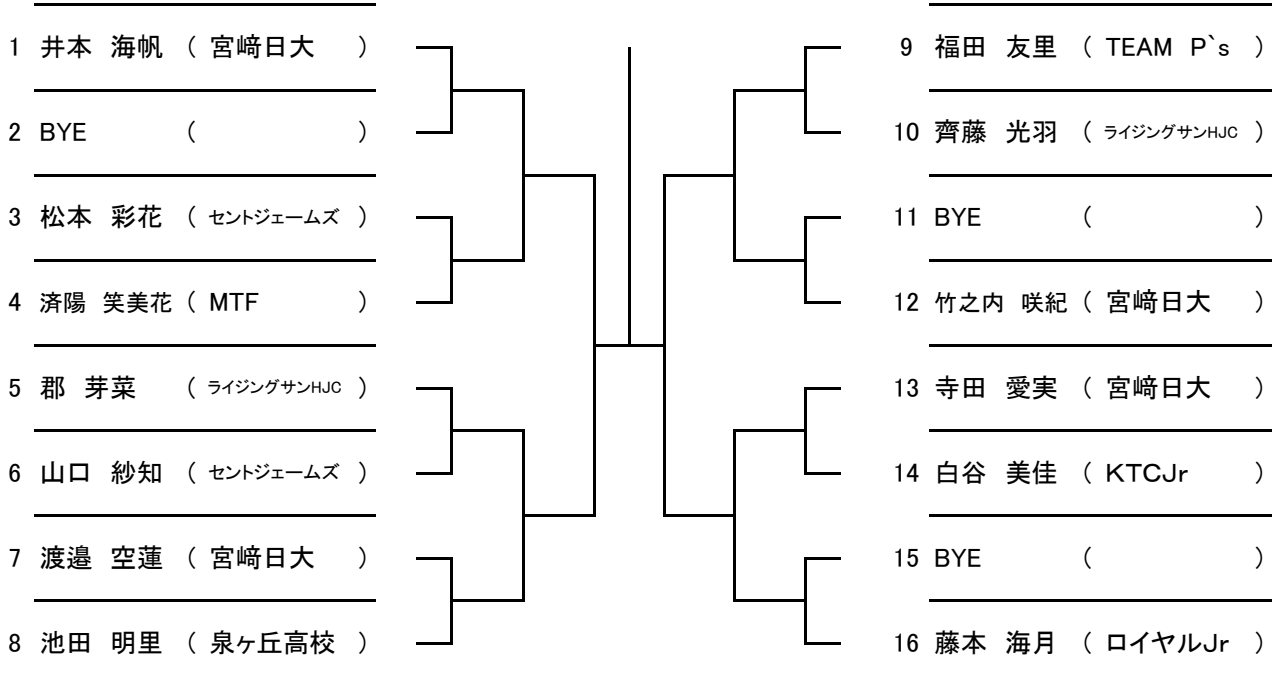 1 井本 海帆 ( 宮﨑日大 )
2 BYE ( )
3 松本 彩花 ( セントジェームズ )
4 済陽 笑美花 ( MTF )
5 郡 芽菜 ( ライジングサンHJC )
6 山口 紗知 ( セントジェームズ )
7 渡邉 空蓮 ( 宮﨑日大 )
8 池田 明里 ( 泉ヶ丘高校 )
9 福田 友里 ( TEAM P`s )
10 齊藤 光羽 ( ライジングサンHJC )
11 BYE ( )
12 竹之内 咲紀 ( 宮﨑日大 )
13 寺田 愛実 ( 宮﨑日大 )
14 白谷 美佳 ( KTCJr )
15 BYE ( )
16 藤本 海月 ( ロイヤルJr )